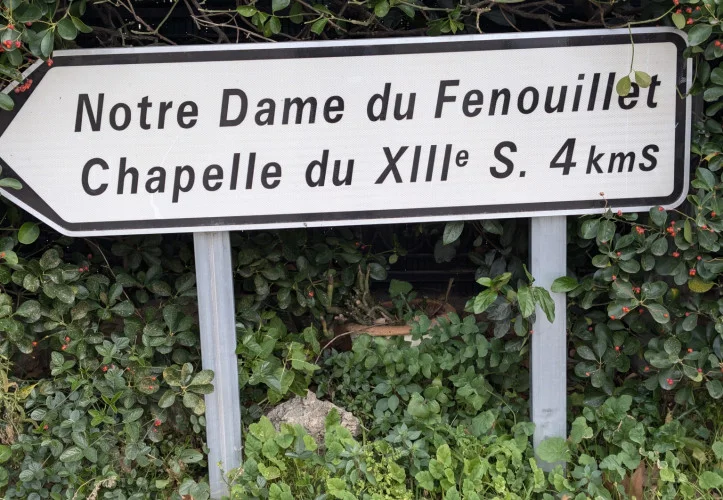 Notre Dame du Fenouillet
Chapelle du XIIIᵉ S. 4 kms